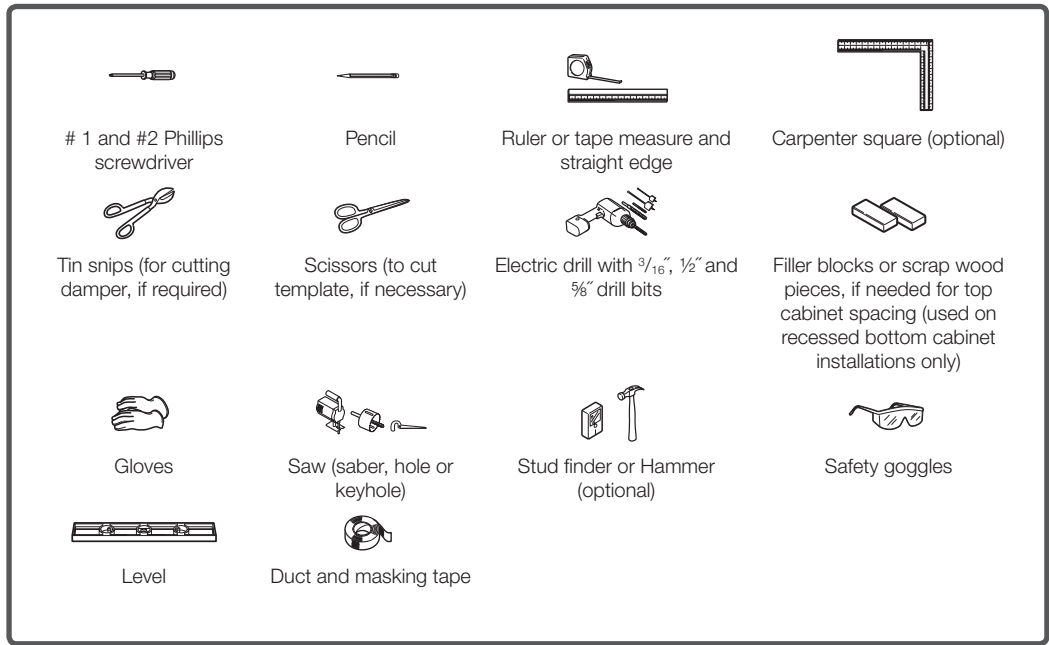 # 1 and #2 Phillips
screwdriver
Pencil
Ruler or tape measure and
straight edge
Carpenter square (optional)
Tin snips (for cutting
damper, if required)
Scissors (to cut
template, if necessary)
Electric drill with 3/16˝, ½˝ and
⅝˝ drill bits
Filler blocks or scrap wood
pieces, if needed for top
cabinet spacing (used on
recessed bottom cabinet
installations only)
Gloves
Saw (saber, hole or
keyhole)
Stud finder or Hammer
(optional)
Safety goggles
Level
Duct and masking tape